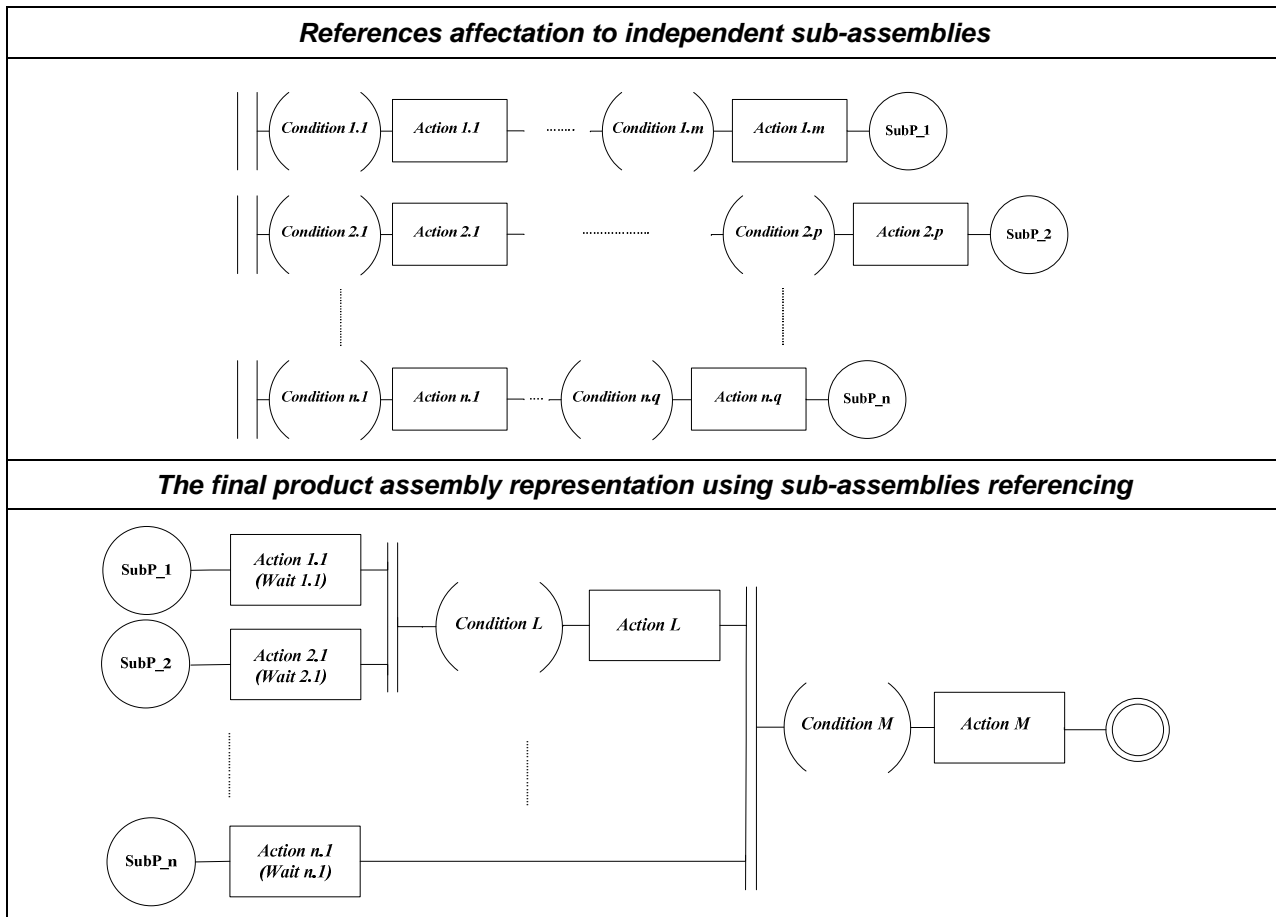 References affectation to independent sub-assemblies
Condition 1.1 Action 1.1 ........ Condition 1.m Action 1.m SubP_1
Condition 2.1 Action 2.1 .................. Condition 2.p Action 2.p SubP_2
Condition n.1 Action n.1 .... Condition n.q Action n.q SubP_n
The final product assembly representation using sub-assemblies referencing
SubP_1
Action 1.1
(Wait 1.1)
Condition L
Action L
SubP_2
Action 2.1
(Wait 2.1)
Condition M
Action M
SubP_n
Action n.1
(Wait n.1)